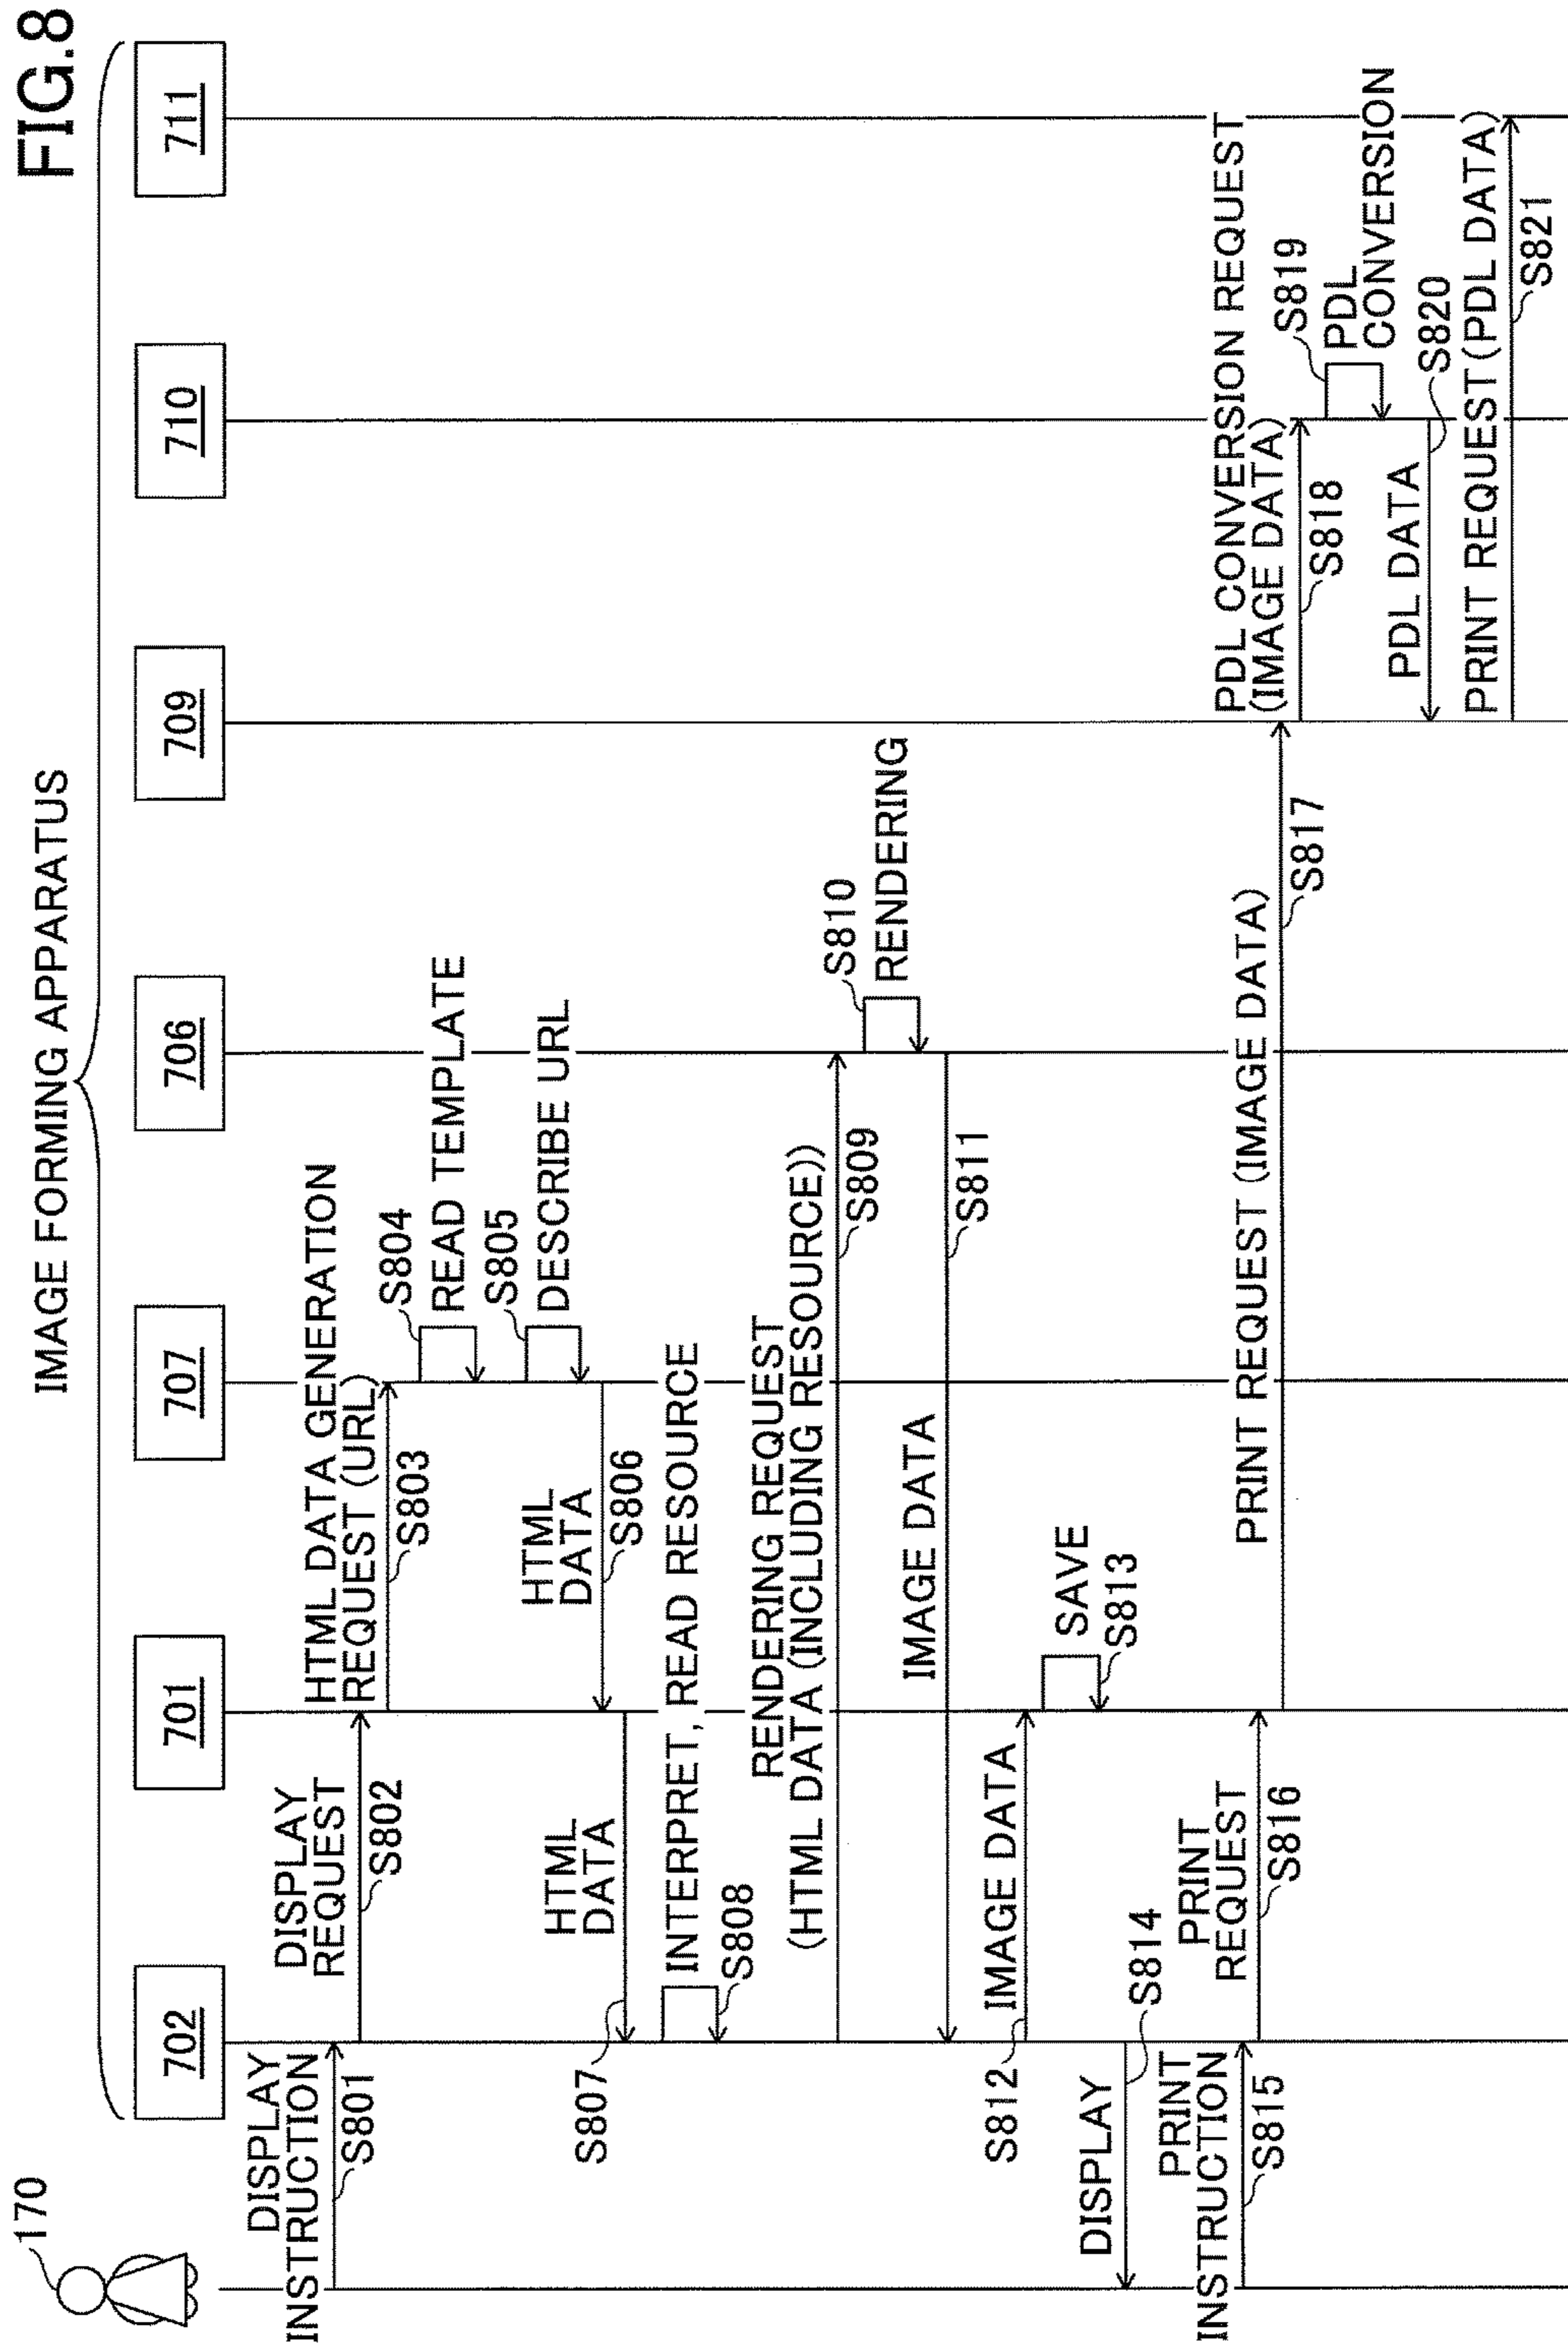 FIG.8
IMAGE FORMING APPARATUS
170
702
701
707
706
709
710
711
DISPLAY
INSTRUCTION
S801
DISPLAY
REQUEST
S802
HTML DATA GENERATION
REQUEST (URL)
S803
S804
READ TEMPLATE
S805
DESCRIBE URL
HTML
DATA
S806
HTML
DATA
S807
INTERPRET, READ RESOURCE
S808
RENDERING REQUEST
(HTML DATA (INCLUDING RESOURCE))
S809
S810
RENDERING
IMAGE DATA
S811
IMAGE DATA
S812
SAVE
S813
DISPLAY
S814
PRINT
INSTRUCTION
S815
PRINT
REQUEST
S816
PRINT REQUEST (IMAGE DATA)
S817
PDL CONVERSION REQUEST
(IMAGE DATA)
S818
S819
PDL
CONVERSION
PDL DATA
S820
PRINT REQUEST (PDL DATA)
S821